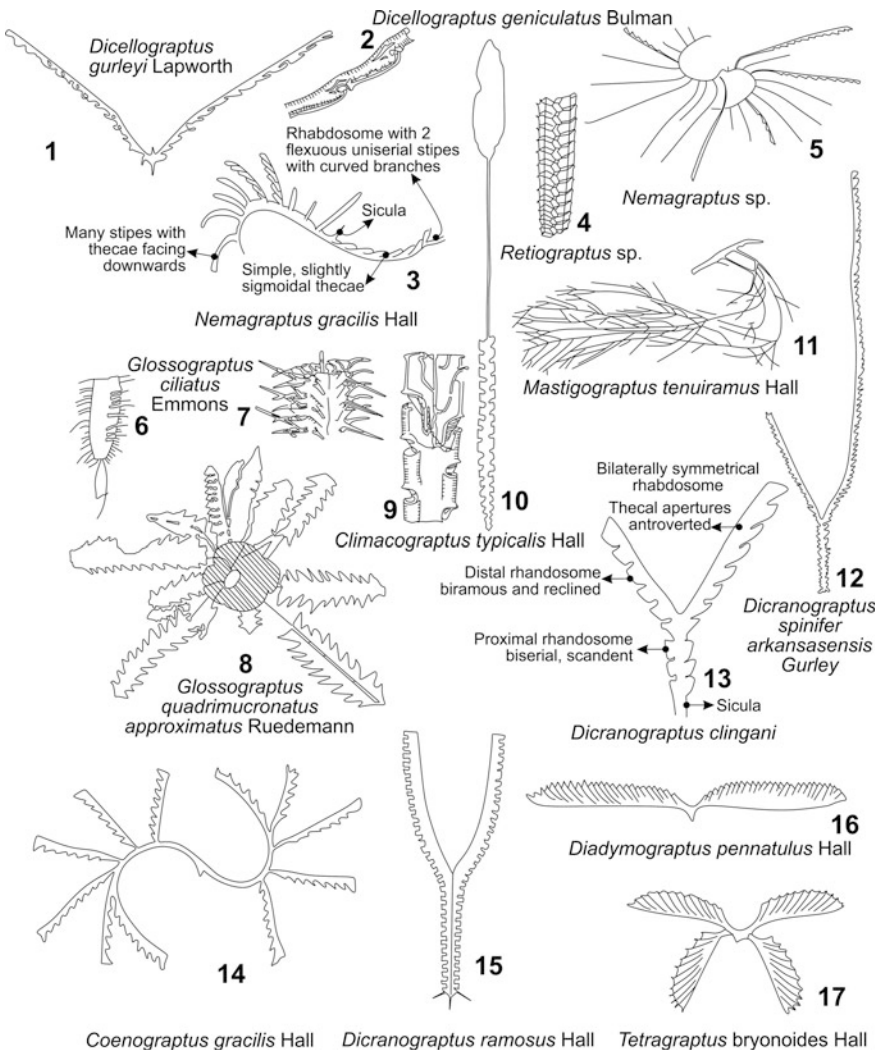 Dicellograptus geniculatus Bulman
Dicellograptus
gurleyi Lapworth
1
2
Rhabdosome with 2
flexuous uniserial stipes
with curved branches
Sicula
Many stipes with
thecae facing
downwards
Simple, slightly
sigmoidal thecae
3
Nemagraptus gracilis Hall
4
Retiograptus sp.
5
Nemagraptus sp.
11
Mastigograptus tenuiramus Hall
Glossograptus
ciliatus
Emmons
6
7
9
10
Climacograptus typicalis Hall
8
Glossograptus
quadrimucronatus
approximatus Ruedemann
Bilaterally symmetrical
rhabdosome
Thecal apertures
antroverted
Distal rhandosome
biramous and reclined
Proximal rhandosome
biserial, scandent
13
Sicula
Dicranograptus clingani
12
Dicranograptus
spinifer
arkansasensis
Gurley
14
Coenograptus gracilis Hall
15
Dicranograptus ramosus Hall
16
Diadymograptus pennatulus Hall
17
Tetragraptus bryonoides Hall